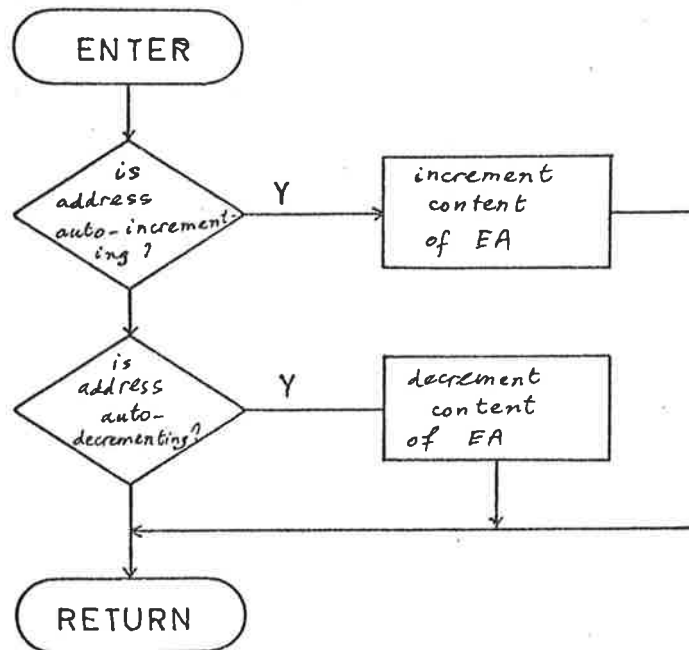 ENTER
is
address
auto-increment-
ing?
Y
increment
content
of EA
is
address
auto-
decrementing?
Y
decrement
content
of EA
RETURN